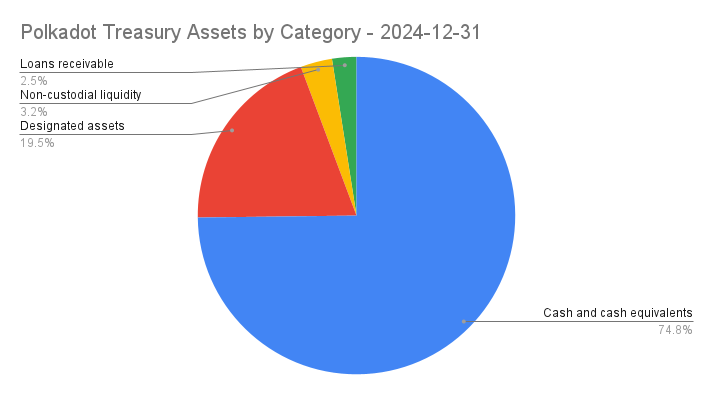 Polkadot Treasury Assets by Category - 2024-12-31
Loans receivable
2.5%
Non-custodial liquidity
3.2%
Designated assets
19.5%
Cash and cash equivalents
74.8%